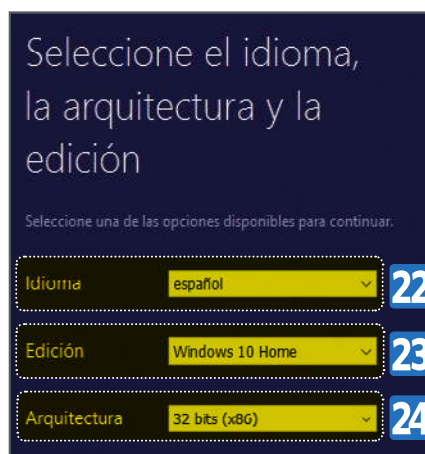 Seleccione el idioma,
la arquitectura y la
edición
Seleccione una de las opciones disponibles para continuar.
Idioma español 22
Edición Windows 10 Home 23
Arquitectura 32 bits (x86) 24